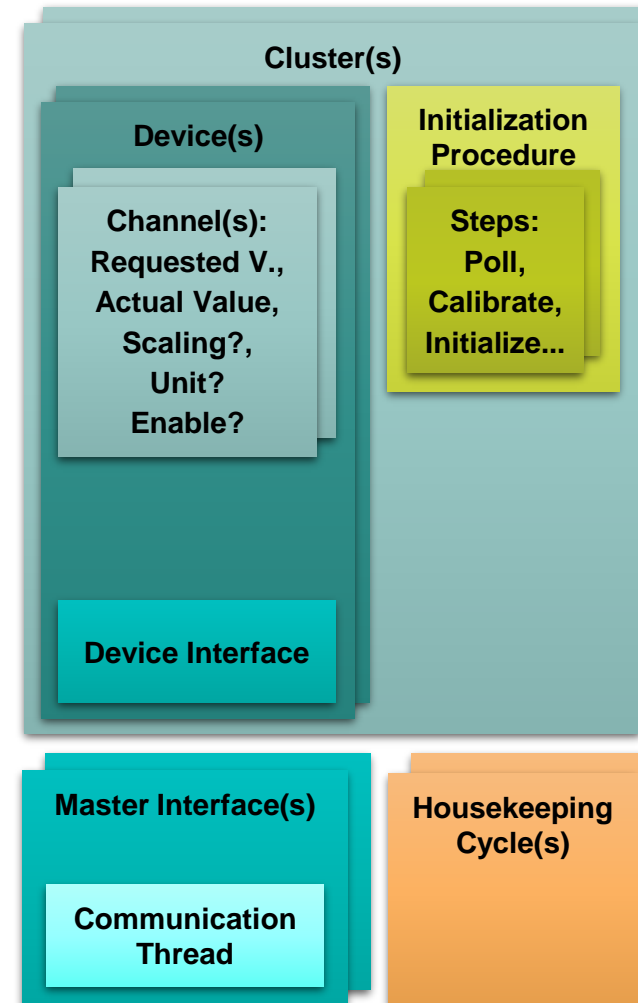 Cluster(s)
Device(s)
Channel(s):
Requested V.,
Actual Value,
Scaling?,
Unit?
Enable?
Device Interface
Initialization
Procedure
Steps:
Poll,
Calibrate,
Initialize...
Master Interface(s)
Communication
Thread
Housekeeping
Cycle(s)